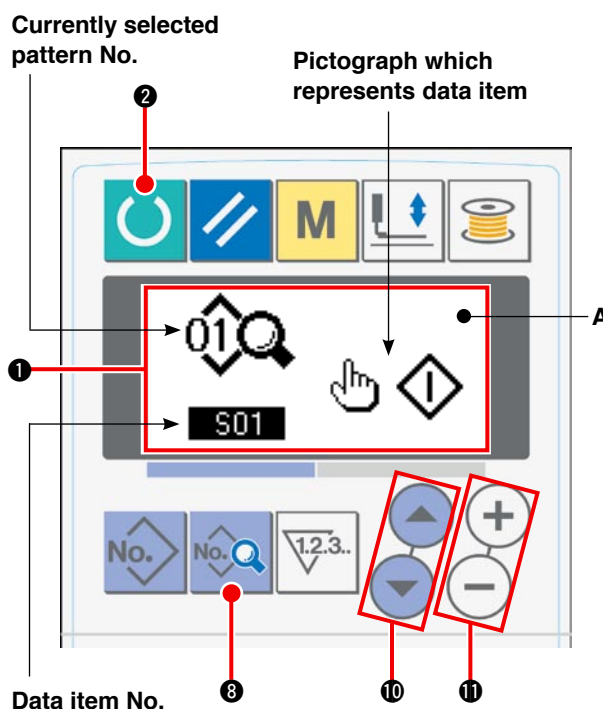 Currently selected
pattern No.
Pictograph which
represents data item
❷
M
A
01
❶
S01
No.
No.
1.2.3..
+
−
❽
❿
⓫
Data item No.